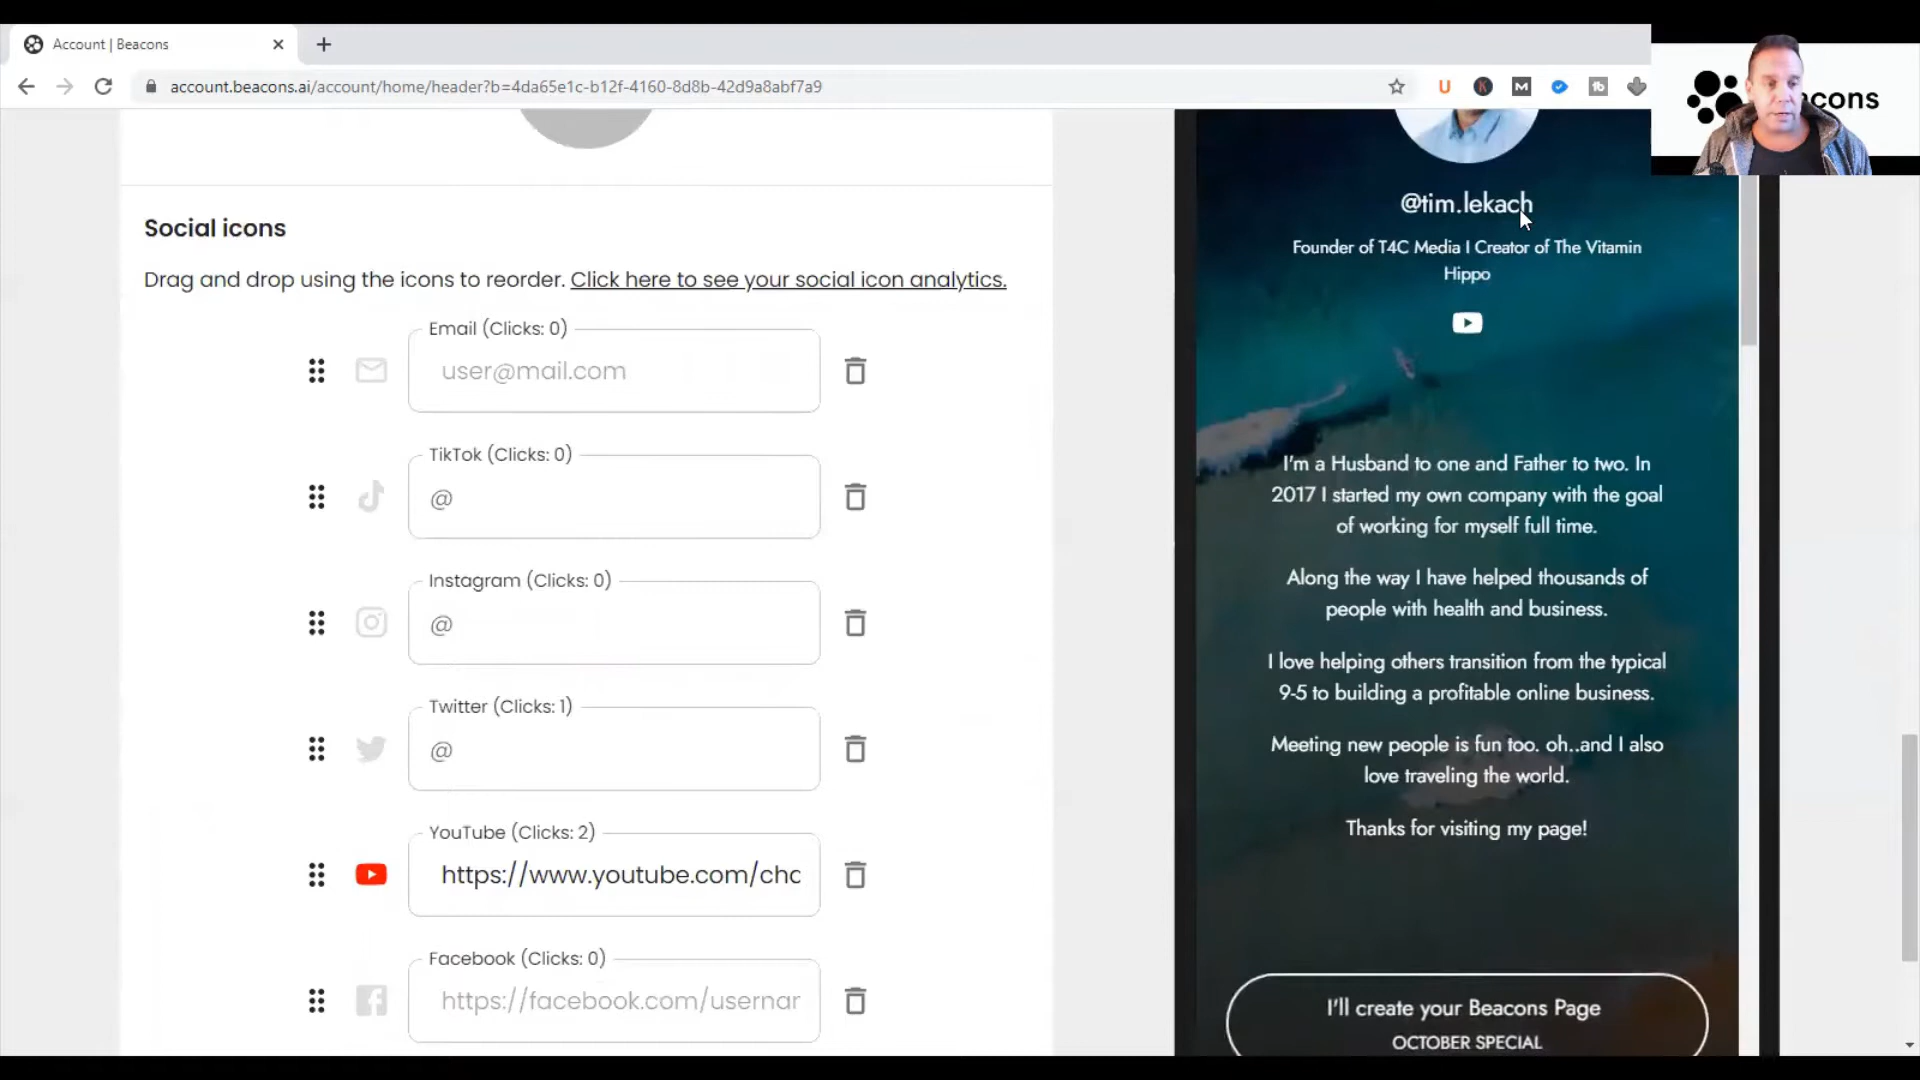 Account | Beacons
account.beacons.ai/account/home/header?b=4da65e1c-b12f-4160-8d8b-42d9a8abf7a9
Social icons
Drag and drop using the icons to reorder. Click here to see your social icon analytics.
Email (Clicks: 0)
user@mail.com
TikTok (Clicks: 0)
@
Instagram (Clicks: 0)
@
Twitter (Clicks: 1)
@
YouTube (Clicks: 2)
https://www.youtube.com/cha
Facebook (Clicks: 0)
https://facebook.com/usernar
@tim.lekach
Founder of T4C Media I Creator of The Vitamin
Hippo
I'm a Husband to one and Father to two. In
2017 I started my own company with the goal
of working for myself full time.
Along the way I have helped thousands of
people with health and business.
I love helping others transition from the typical
9-5 to building a profitable online business.
Meeting new people is fun too. oh..and I also
love traveling the world.
Thanks for visiting my page!
I'll create your Beacons Page
OCTOBER SPECIAL